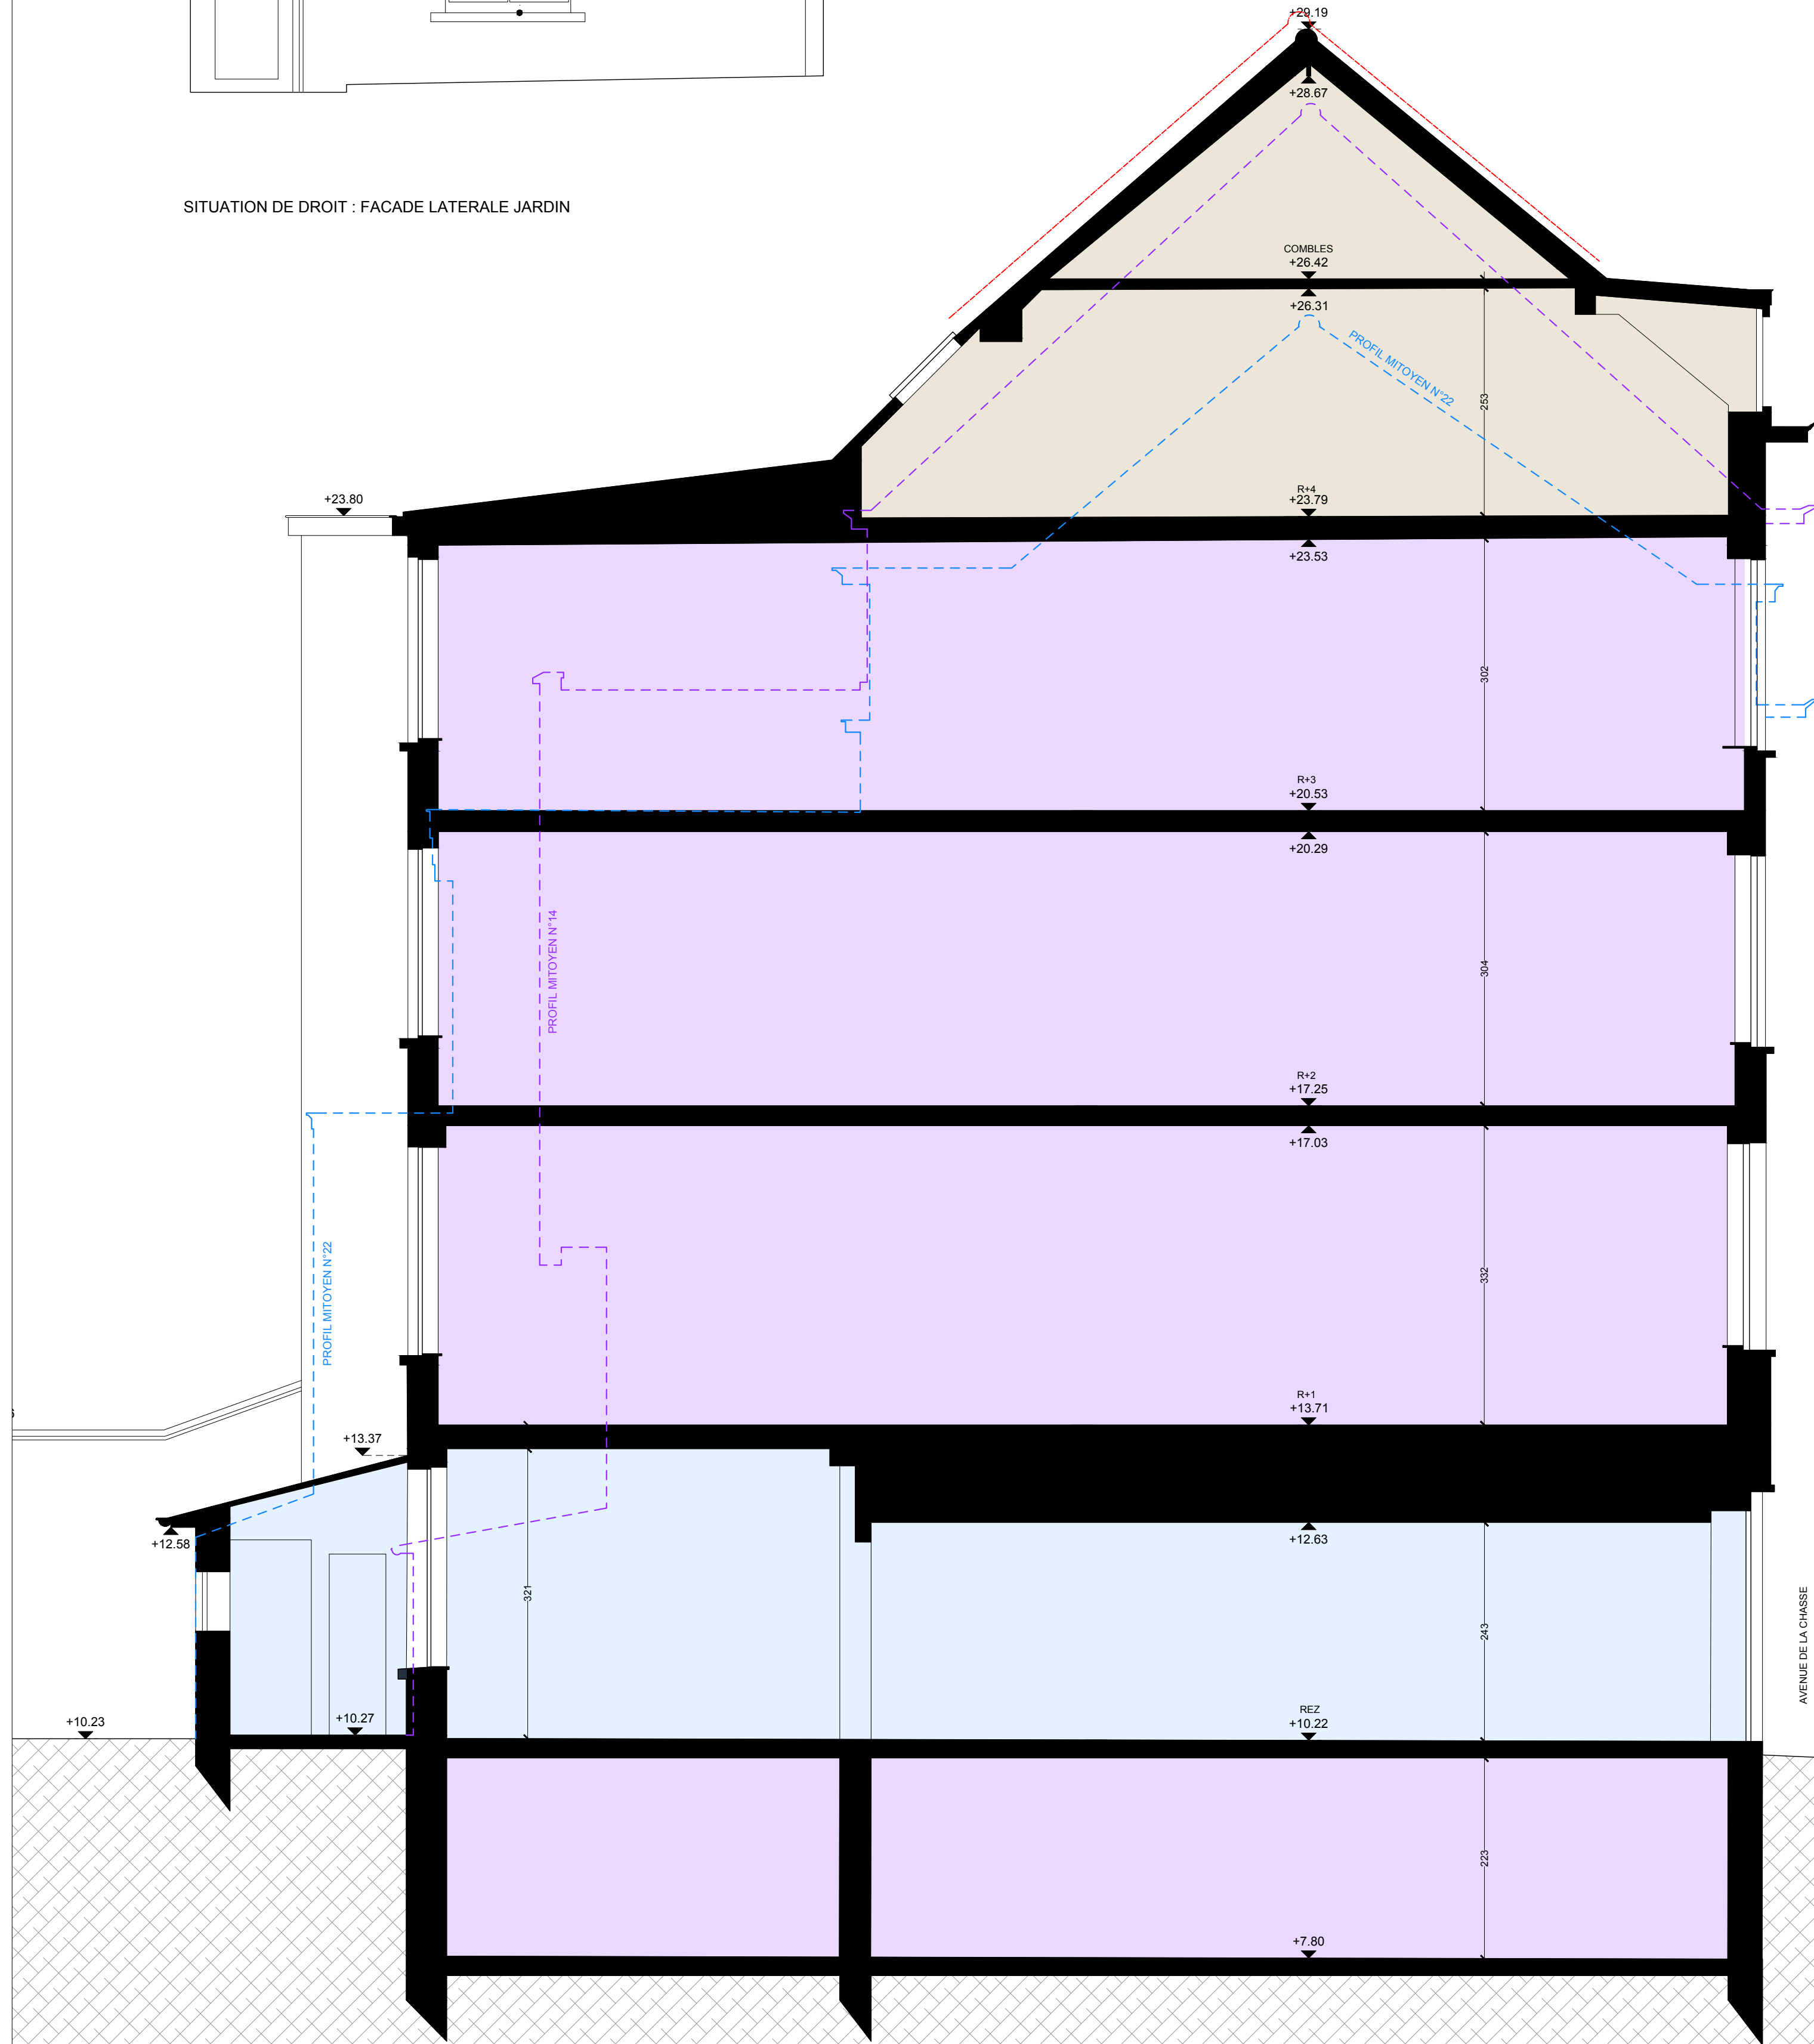 +29.19
+28.67
SITUATION DE DROIT : FACADE LATERALE JARDIN
COMBLES
+26.42
+26.31
PROFIL MITOYEN N°22
253
+23.80
R+4
+23.79
+23.53
302
R+3
+20.53
+20.29
PROFIL MITOYEN N°14
304
R+2
+17.25
+17.03
PROFIL MITOYEN N°22
332
R+1
+13.71
+13.37
+12.58
+12.63
321
243
AVENUE DE LA CHASSE
+10.23
+10.27
REZ
+10.22
223
+7.80